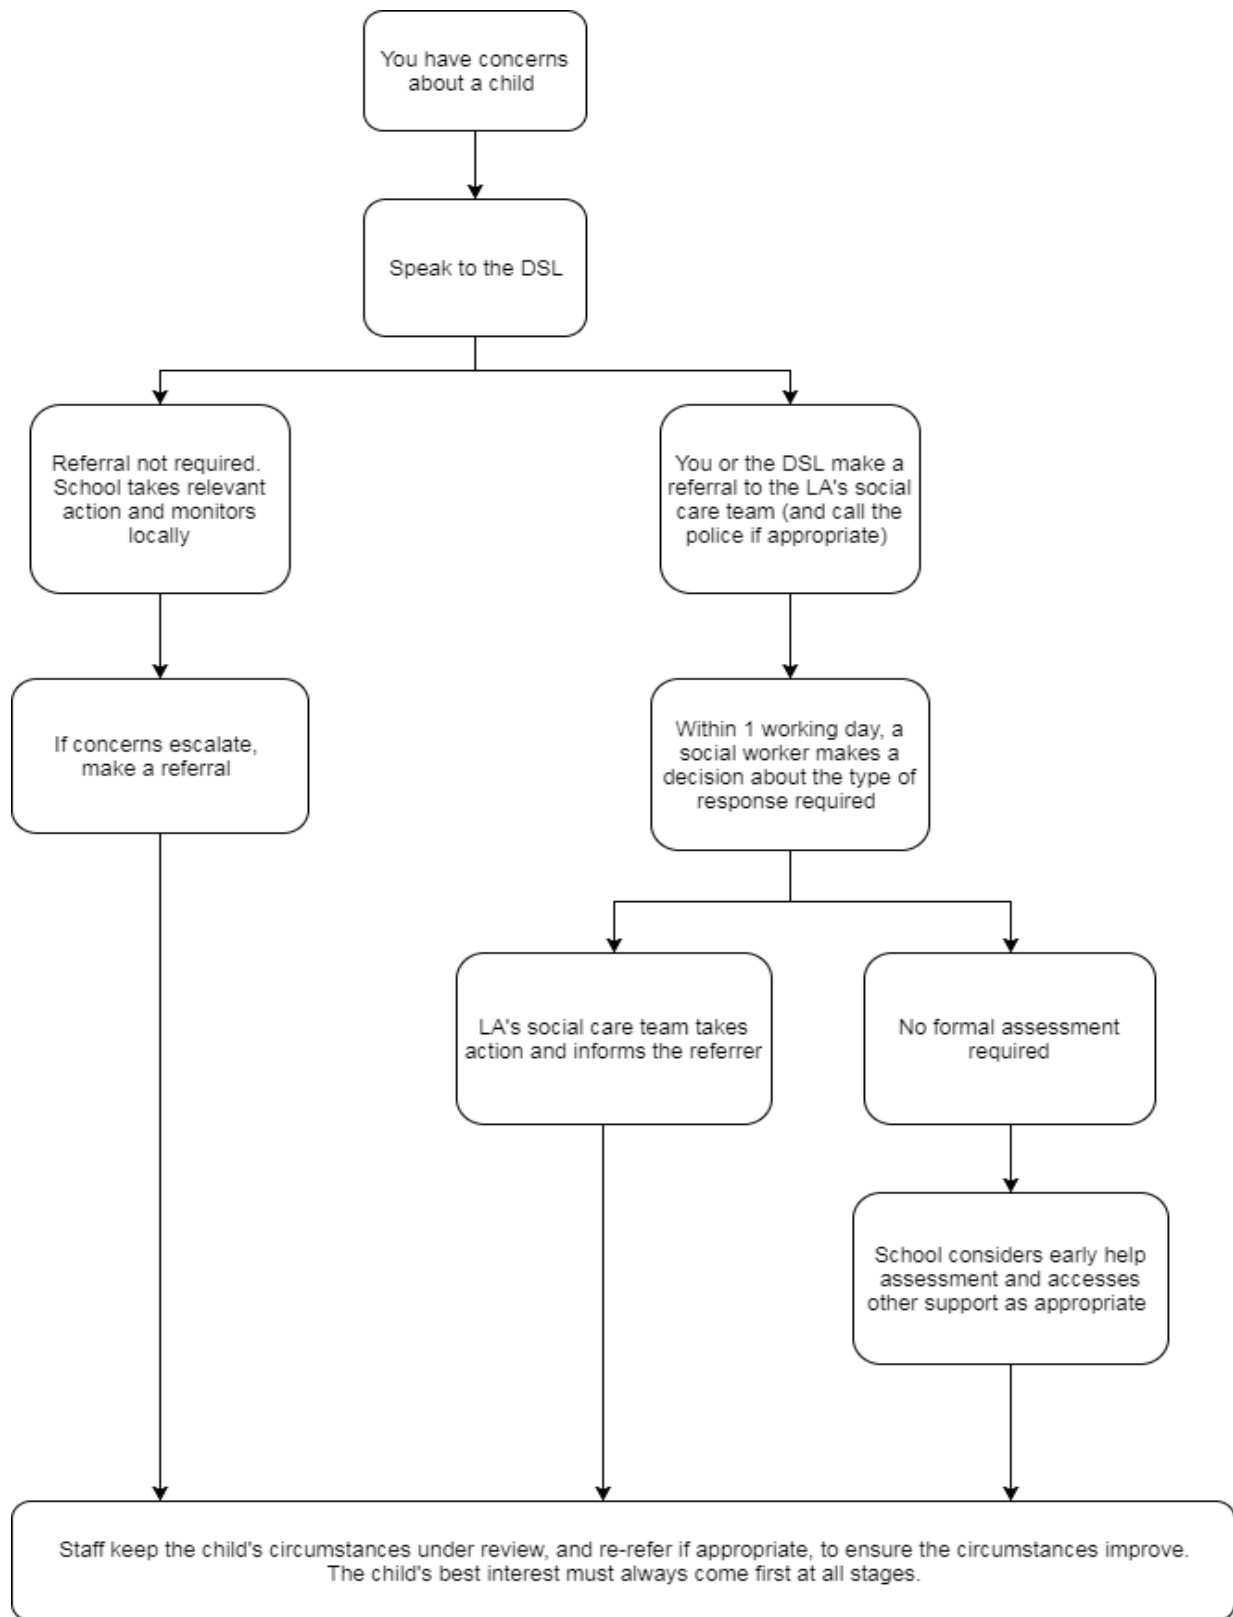 You have concerns
about a child
Speak to the DSL
Referral not required.
School takes relevant
action and monitors
locally
You or the DSL make a
referral to the LA's social
care team (and call the
police if appropriate)
If concerns escalate,
make a referral
Within 1 working day, a
social worker makes a
decision about the type of
response required
LA's social care team takes
action and informs the referrer
No formal assessment
required
School considers early help
assessment and accesses
other support as appropriate
Staff keep the child's circumstances under review, and re-refer if appropriate, to ensure the circumstances improve.
The child's best interest must always come first at all stages.